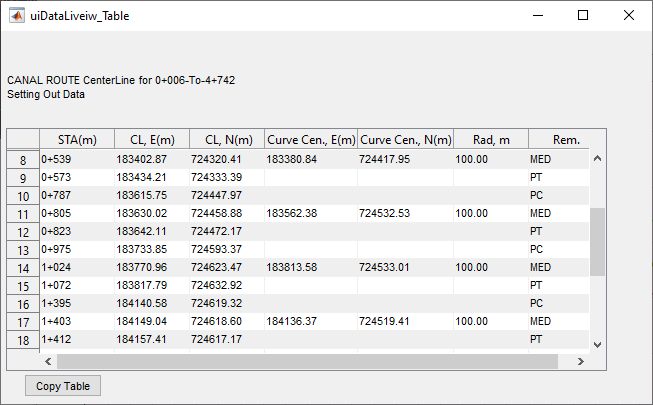 uiDataLiveiw_Table
CANAL ROUTE CenterLine for 0+006-To-4+742
Setting Out Data
STA(m) CL, E(m) CL, N(m) Curve Cen., E(m) Curve Cen., N(m) Rad, m Rem.
8 0+539 183402.87 724320.41 183380.84 724417.95 100.00 MED
9 0+573 183434.21 724333.39 PT
10 0+787 183615.75 724447.97 PC
11 0+805 183630.02 724458.88 183562.38 724532.53 100.00 MED
12 0+823 183642.11 724472.17 PT
13 0+975 183733.85 724593.37 PC
14 1+024 183770.96 724623.47 183813.58 724533.01 100.00 MED
15 1+072 183817.79 724632.92 PT
16 1+395 184140.58 724619.32 PC
17 1+403 184149.04 724618.60 184136.37 724519.41 100.00 MED
18 1+412 184157.41 724617.17 PT
Copy Table